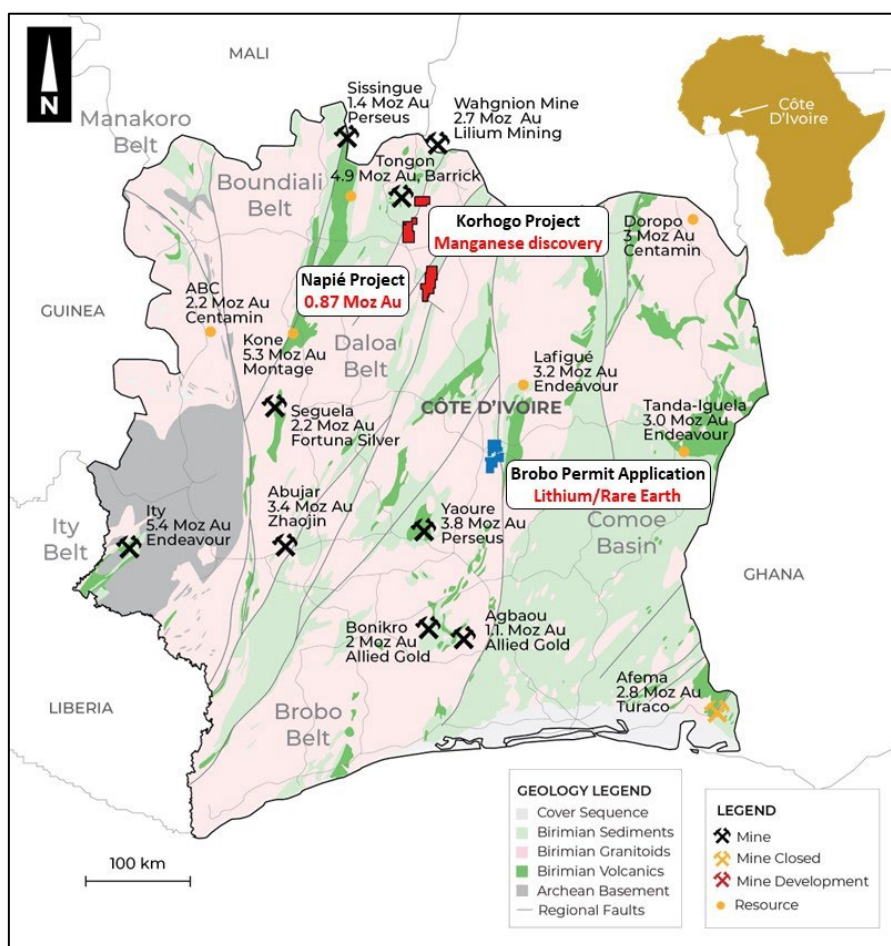 N
MALI
Manakoro
Belt
Sissingue
1.4 Moz Au
Perseus
Wahgnion Mine
2.7 Moz Au
Lilium Mining
Côte
D'Ivoire
Boundiali
Belt
Tongon
4.9 Moz Au, Barrick
Korhogo Project
Manganese discovery
Doropo
3 Moz Au
Centamin
Napié Project
0.87 Moz Au
GUINEA
ABC
2.2 Moz Au
Centamin
Kone
5.3 Moz Au
Montage
Daloa
Belt
Lafigué
3.2 Moz Au
Endeavour
CÔTE D'IVOIRE
Seguela
2.2 Moz Au
Fortuna Silver
Tanda-Iguela
3.0 Moz Au
Endeavour
Brobo Permit Application
Lithium/Rare Earth
Ity
Belt
Ity
5.4 Moz Au
Endeavour
Abujar
3.4 Moz Au
Zhaojin
Yaoure
3.8 Moz Au
Perseus
Comoe
Basin
GHANA
Bonikro
2 Moz Au
Allied Gold
Agbaou
1.1. Moz Au
Allied Gold
LIBERIA
Brobo
Belt
Afema
2.8 Moz Au
Turaco
100 km
GEOLOGY LEGEND
Cover Sequence
Birimian Sediments
Birimian Granitoids
Birimian Volcanics
Archean Basement
Regional Faults
LEGEND
Mine
Mine Closed
Mine Development
Resource